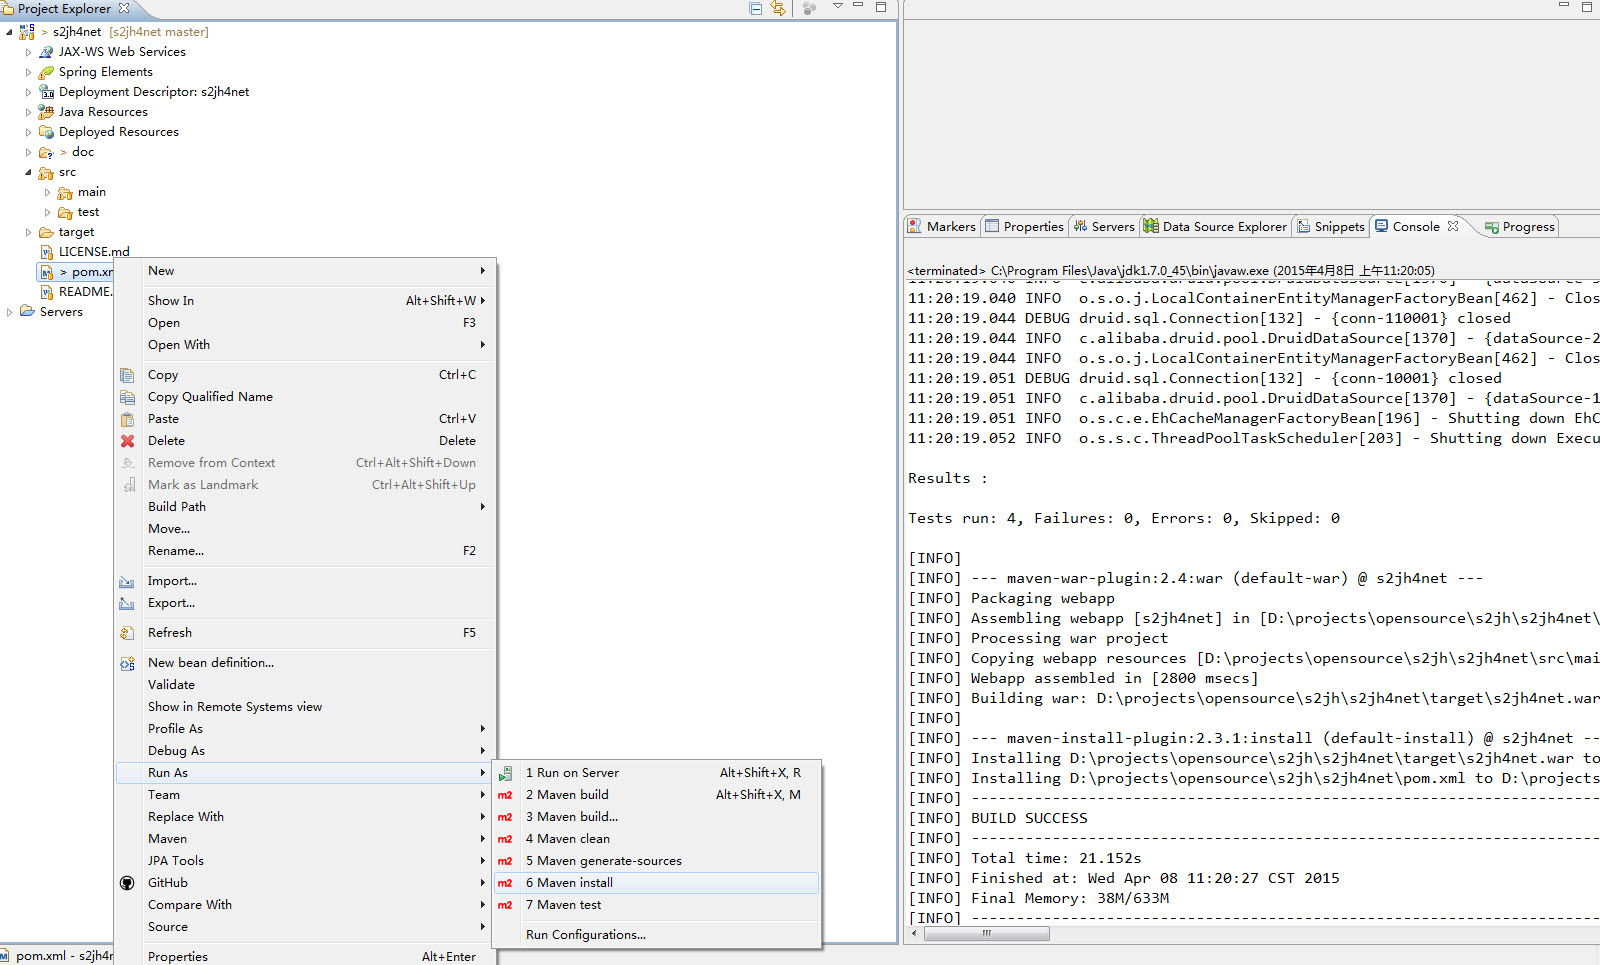 Project Explorer
> s2jh4net [s2jh4net master]
JAX-WS Web Services
Spring Elements
Deployment Descriptor: s2jh4net
Java Resources
Deployed Resources
> doc
src
main
test
target
LICENSE.md
> pom.xm
README.
Servers
New
Show In Alt+Shift+W
Open F3
Open With
Copy Ctrl+C
Copy Qualified Name
Paste Ctrl+V
Delete Delete
Remove from Context Ctrl+Alt+Shift+Down
Mark as Landmark Ctrl+Alt+Shift+Up
Build Path
Move...
Rename... F2
Import...
Export...
Refresh F5
New bean definition...
Validate
Show in Remote Systems view
Profile As
Debug As
Run As
Team
Replace With
Maven
JPA Tools
GitHub
Compare With
Source
Properties Alt+Enter
1 Run on Server Alt+Shift+X, R
m2 2 Maven build Alt+Shift+X, M
m2 3 Maven build...
m2 4 Maven clean
m2 5 Maven generate-sources
m2 6 Maven install
m2 7 Maven test
Run Configurations...
pom.xml - s2jh4r
Markers Properties Servers Data Source Explorer Snippets Console Progress
<terminated> C:\Program Files\Java\jdk1.7.0_45\bin\javaw.exe (2015年4月8日 上午11:20:05)
11:20:19.040 INFO o.s.o.j.LocalContainerEntityManagerFactoryBean[462] - Clos
11:20:19.044 DEBUG druid.sql.Connection[132] - {conn-110001} closed
11:20:19.044 INFO c.alibaba.druid.pool.DruidDataSource[1370] - {dataSource-2
11:20:19.044 INFO o.s.o.j.LocalContainerEntityManagerFactoryBean[462] - Clos
11:20:19.051 DEBUG druid.sql.Connection[132] - {conn-10001} closed
11:20:19.051 INFO c.alibaba.druid.pool.DruidDataSource[1370] - {dataSource-1
11:20:19.051 INFO o.s.c.e.EhCacheManagerFactoryBean[196] - Shutting down EhC
11:20:19.052 INFO o.s.s.c.ThreadPoolTaskScheduler[203] - Shutting down Execu
Results :
Tests run: 4, Failures: 0, Errors: 0, Skipped: 0
[INFO]
[INFO] --- maven-war-plugin:2.4:war (default-war) @ s2jh4net ---
[INFO] Packaging webapp
[INFO] Assembling webapp [s2jh4net] in [D:\projects\opensource\s2jh\s2jh4net\
[INFO] Processing war project
[INFO] Copying webapp resources [D:\projects\opensource\s2jh\s2jh4net\src\mai
[INFO] Webapp assembled in [2800 msecs]
[INFO] Building war: D:\projects\opensource\s2jh\s2jh4net\target\s2jh4net.war
[INFO]
[INFO] --- maven-install-plugin:2.3.1:install (default-install) @ s2jh4net --
[INFO] Installing D:\projects\opensource\s2jh\s2jh4net\target\s2jh4net.war to
[INFO] Installing D:\projects\opensource\s2jh\s2jh4net\pom.xml to D:\projects
[INFO] ----------------------------------------------------------------------
[INFO] BUILD SUCCESS
[INFO] ----------------------------------------------------------------------
[INFO] Total time: 21.152s
[INFO] Finished at: Wed Apr 08 11:20:27 CST 2015
[INFO] Final Memory: 38M/633M
[INFO] ----------------------------------------------------------------------